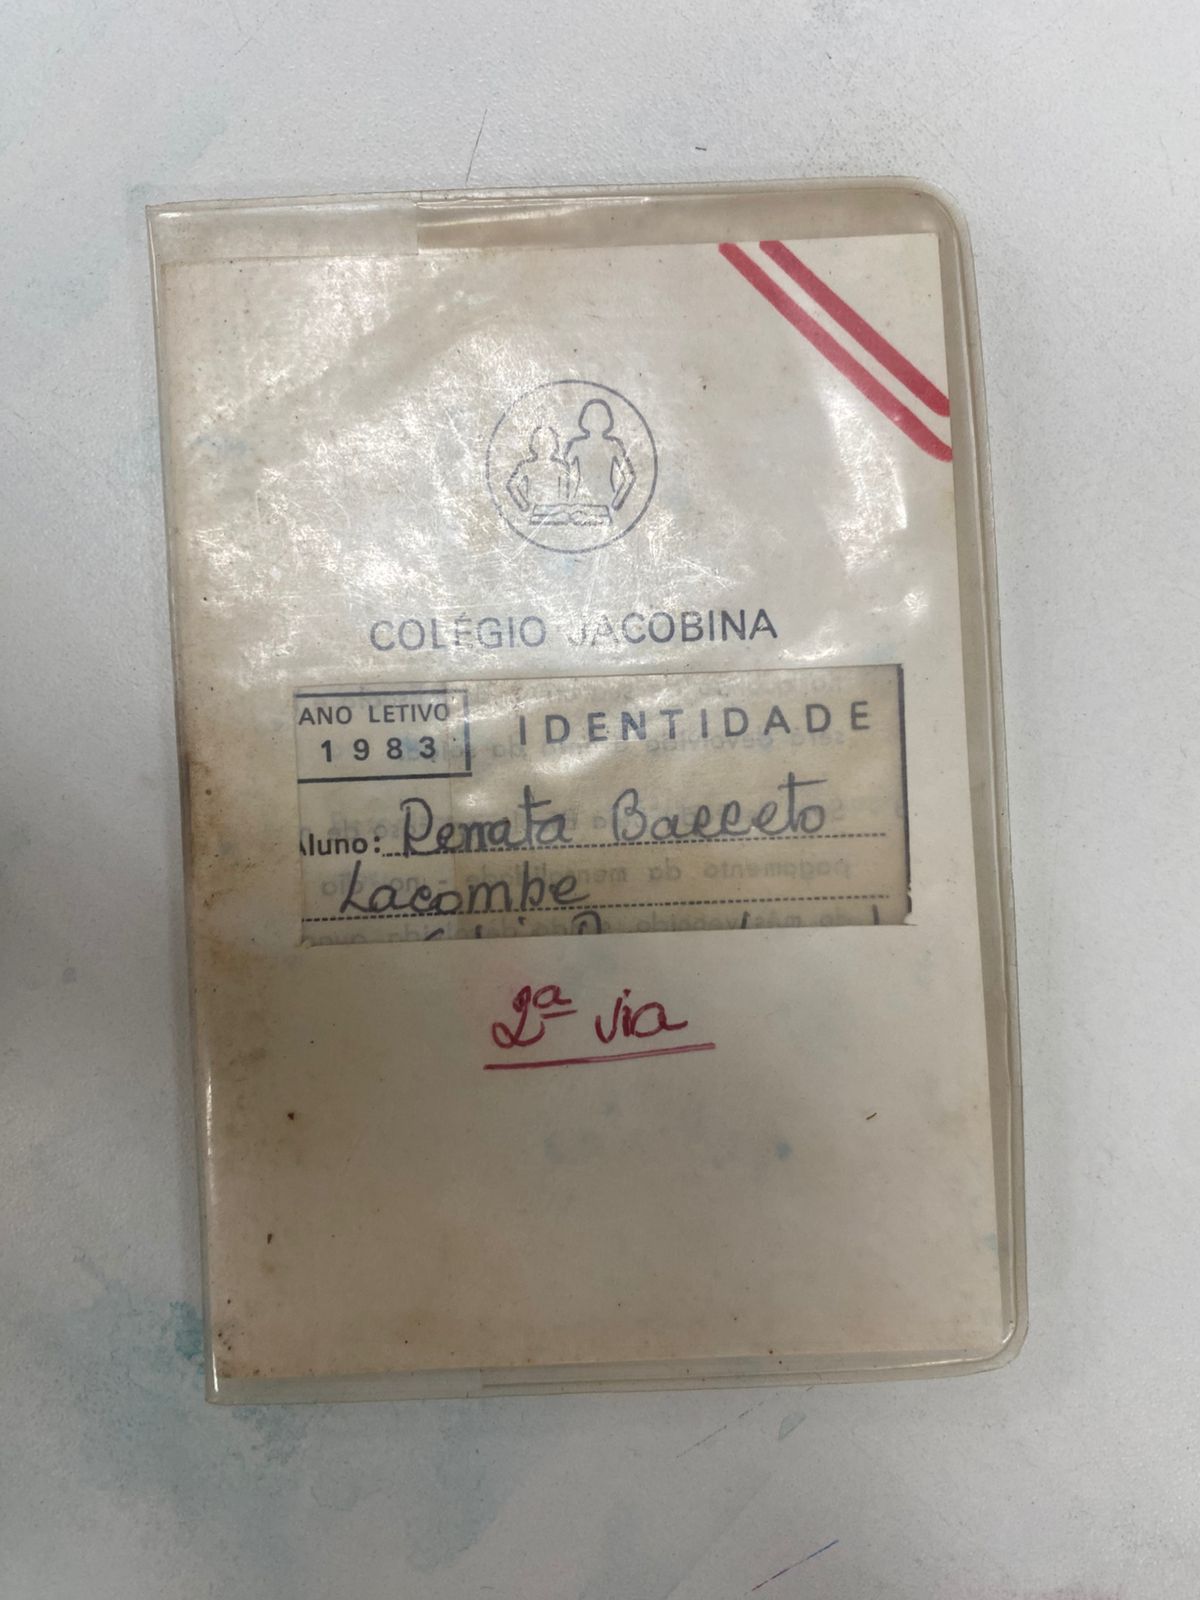 COLÉGIO JACOBINA
ANO LETIVO
1983
IDENTIDADE
Aluno: Renata Barreto
Lacombe
2ª via